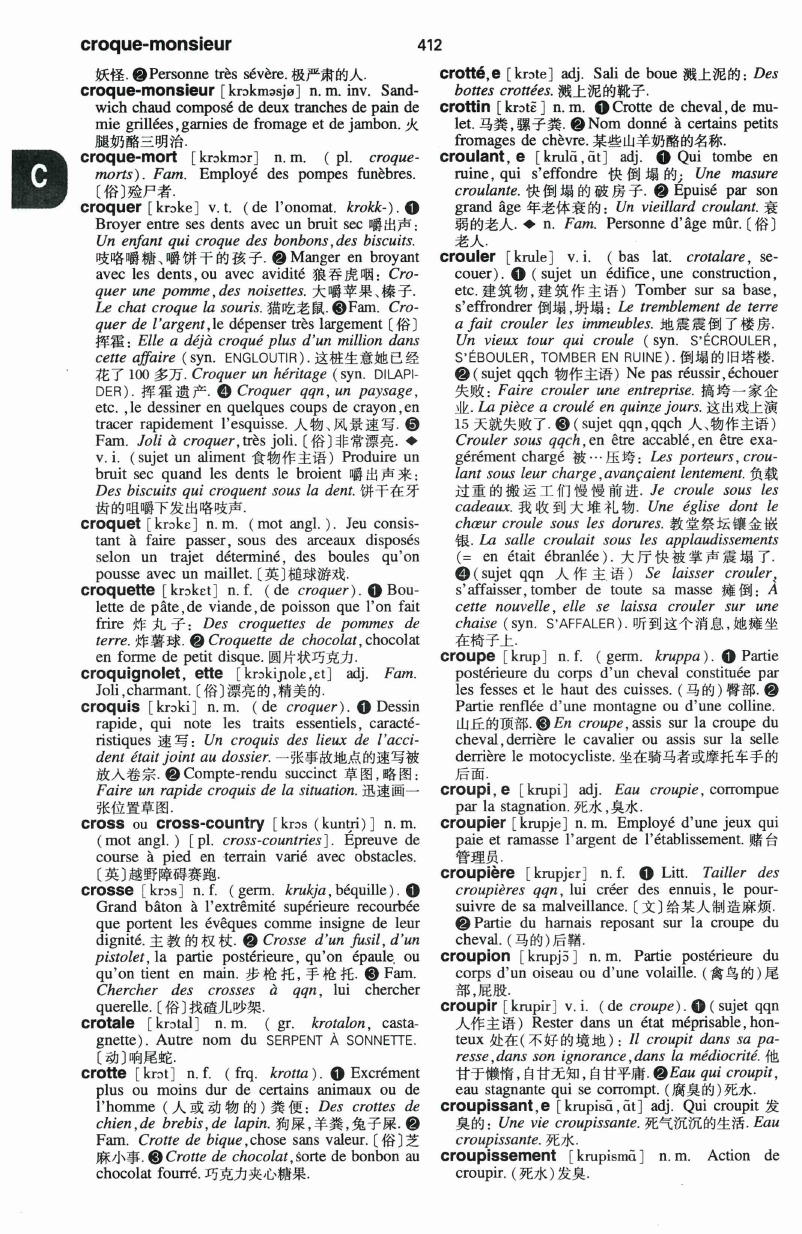 croque-monsieur
412
妖怪. ❷Personne très sévère. 极严肃的人.
croque-monsieur [krɔkməsjø] n. m. inv. Sand-
wich chaud composé de deux tranches de pain de
mie grillées, garnies de fromage et de jambon. 火
腿奶酪三明治.
croque-mort [krɔkmɔr] n. m. ( pl. croque-
morts). Fam. Employé des pompes funèbres.
〔俗〕殓尸者.
croquer [krɔke] v. t. (de l'onomat. krokk-). ❶
Broyer entre ses dents avec un bruit sec 嚼出声:
Un enfant qui croque des bonbons, des biscuits.
吱咯嚼糖、嚼饼干的孩子. ❷ Manger en broyant
avec les dents, ou avec avidité 狼吞虎咽: Cro-
quer une pomme, des noisettes. 大嚼苹果、榛子.
Le chat croque la souris. 猫吃老鼠. ❸Fam. Cro-
quer de l'argent, le dépenser très largement〔俗〕
挥霍: Elle a déjà croqué plus d'un million dans
cette affaire (syn. ENGLOUTIR). 这桩生意她已经
花了 100 多万. Croquer un héritage (syn. DILAPI-
DER). 挥霍遗产. ❹ Croquer qqn, un paysage,
etc. , le dessiner en quelques coups de crayon, en
tracer rapidement l'esquisse. 人物、风景速写. ❺
Fam. Joli à croquer, très joli. 〔俗〕非常漂亮. ◆
v. i. (sujet un aliment 食物作主语) Produire un
bruit sec quand les dents le broient 嚼出声来:
Des biscuits qui croquent sous la dent. 饼干在牙
齿的咀嚼下发出咯吱声.
croquet [krɔkɛ] n. m. (mot angl.). Jeu consis-
tant à faire passer, sous des arceaux disposés
selon un trajet déterminé, des boules qu'on
pousse avec un maillet. 〔英〕槌球游戏.
croquette [krɔkɛt] n. f. (de croquer). ❶ Bou-
lette de pâte, de viande, de poisson que l'on fait
frire 炸丸子: Des croquettes de pommes de
terre. 炸薯球. ❷ Croquette de chocolat, chocolat
en forme de petit disque. 圆片状巧克力.
croquignolet, ette [krɔkiɲɔlɛ, ɛt] adj. Fam.
Joli, charmant. 〔俗〕漂亮的, 精美的.
croquis [krɔki] n. m. (de croquer). ❶ Dessin
rapide, qui note les traits essentiels, caracté-
ristiques 速写: Un croquis des lieux de l'acci-
dent était joint au dossier. 一张事故地点的速写被
放入卷宗. ❷ Compte-rendu succinct 草图, 略图:
Faire un rapide croquis de la situation. 迅速画一
张位置草图.
cross ou cross-country [krɔs (kuntri)] n. m.
(mot angl.) [pl. cross-countries]. Épreuve de
course à pied en terrain varié avec obstacles.
〔英〕越野障碍赛跑.
crosse [krɔs] n. f. (germ. krukja, béquille). ❶
Grand bâton à l'extrêmité supérieure recourbée
que portent les évêques comme insigne de leur
dignité. 主教的权杖. ❷ Crosse d'un fusil, d'un
pistolet, la partie postérieure, qu'on épaule ou
qu'on tient en main. 步枪托, 手枪托. ❸ Fam.
Chercher des crosses à qqn, lui chercher
querelle. 〔俗〕找碴儿吵架.
crotale [krɔtal] n. m. ( gr. krotalon, casta-
gnette). Autre nom du SERPENT À SONNETTE.
〔动〕响尾蛇.
crotte [krɔt] n. f. ( frq. krotta). ❶ Excrément
plus ou moins dur de certains animaux ou de
l'homme (人或动物的)粪便: Des crottes de
chien, de brebis, de lapin. 狗屎, 羊粪, 兔子屎. ❷
Fam. Crotte de bique, chose sans valeur. 〔俗〕芝
麻小事. ❸ Crotte de chocolat, sorte de bonbon au
chocolat fourré. 巧克力夹心糖果.
crotté, e [krɔte] adj. Sali de boue 溅上泥的: Des
bottes crottées. 溅上泥的靴子.
crottin [krɔtɛ̃] n. m. ❶ Crotte de cheval, de mu-
let. 马粪, 骡子粪. ❷ Nom donné à certains petits
fromages de chèvre. 某些山羊奶酪的名称.
croulant, e [krulɑ̃, ɑ̃t] adj. ❶ Qui tombe en
ruine, qui s'effondre 快倒塌的: Une masure
croulante. 快倒塌的破房子. ❷ Épuisé par son
grand âge 年老体衰的: Un vieillard croulant. 衰
弱的老人. ◆ n. Fam. Personne d'âge mûr. 〔俗〕
老人.
crouler [krule] v. i. ( bas lat. crotalare, se-
couer). ❶ (sujet un édifice, une construction,
etc. 建筑物, 建筑作主语) Tomber sur sa base,
s'effrondrer 倒塌, 坍塌: Le tremblement de terre
a fait crouler les immeubles. 地震震倒了楼房.
Un vieux tour qui croule (syn. S'ÉCROULER,
S'ÉBOULER, TOMBER EN RUINE). 倒塌的旧塔楼.
❷ (sujet qqch 物作主语) Ne pas réussir, échouer
失败: Faire crouler une entreprise. 搞垮一家企
业. La pièce a croulé en quinze jours. 这出戏上演
15 天就失败了. ❸ (sujet qqn, qqch 人、物作主语)
Crouler sous qqch, en être accablé, en être exa-
gérément chargé 被…压垮: Les porteurs, crou-
lant sous leur charge, avançaient lentement. 负载
过重的搬运工们慢慢前进. Je croule sous les
cadeaux. 我收到大堆礼物. Une église dont le
chœur croule sous les dorures. 教堂祭坛镶金嵌
银. La salle croulait sous les applaudissements
(= en était ébranlée). 大厅快被掌声震塌了.
❹ (sujet qqn 人作主语) Se laisser crouler,
s'affaisser, tomber de toute sa masse 瘫倒: À
cette nouvelle, elle se laissa crouler sur une
chaise (syn. S'AFFALER). 听到这个消息, 她瘫坐
在椅子上.
croupe [krup] n. f. ( germ. kruppa). ❶ Partie
postérieure du corps d'un cheval constituée par
les fesses et le haut des cuisses. (马的)臀部. ❷
Partie renflée d'une montagne ou d'une colline.
山丘的顶部. ❸ En croupe, assis sur la croupe du
cheval, derrière le cavalier ou assis sur la selle
derrière le motocycliste. 坐在骑马者或摩托车手的
后面.
croupi, e [krupi] adj. Eau croupie, corrompue
par la stagnation. 死水, 臭水.
croupier [krupje] n. m. Employé d'une jeux qui
paie et ramasse l'argent de l'établissement. 赌台
管理员.
croupière [krupjɛr] n. f. ❶ Litt. Tailler des
croupières qqn, lui créer des ennuis, le pour-
suivre de sa malveillance. 〔文〕给某人制造麻烦.
❷ Partie du harnais reposant sur la croupe du
cheval. (马的)后鞧.
croupion [krupjɔ̃] n. m. Partie postérieure du
corps d'un oiseau ou d'une volaille. (禽鸟的)尾
部, 屁股.
croupir [krupir] v. i. (de croupe). ❶ (sujet qqn
人作主语) Rester dans un état méprisable, hon-
teux 处在(不好的境地): Il croupit dans sa pa-
resse, dans son ignorance, dans la médiocrité. 他
甘于懒惰, 自甘无知, 自甘平庸. ❷Eau qui croupit,
eau stagnante qui se corrompt. (腐臭的)死水.
croupissant, e [krupisɑ̃, ɑ̃t] adj. Qui croupit 发
臭的: Une vie croupissante. 死气沉沉的生活. Eau
croupissante. 死水.
croupissement [krupismɑ̃] n. m. Action de
croupir. (死水)发臭.
C